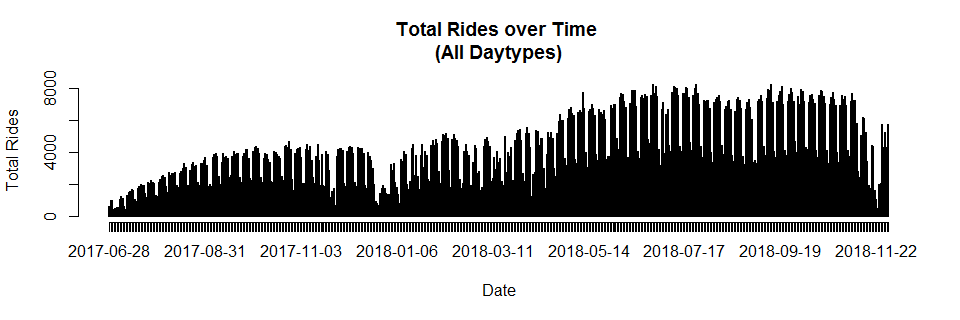 Total Rides over Time
(All Daytypes)
Total Rides
8000
4000
0
2017-06-28 2017-08-31 2017-11-03 2018-01-06 2018-03-11 2018-05-14 2018-07-17 2018-09-19 2018-11-22
Date